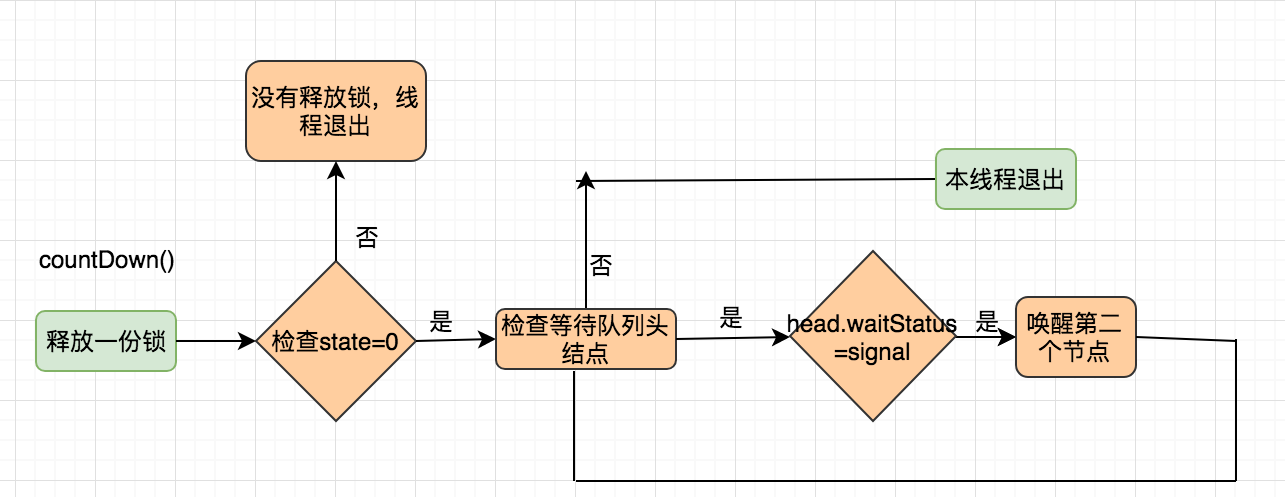 没有释放锁，线
程退出
本线程退出
否
countDown()
否
释放一份锁
检查state=0
是
检查等待队列头
结点
是
head.waitStatus
=signal
是
唤醒第二
个节点